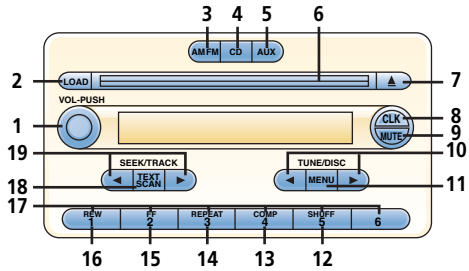 3 4 5 6
AM FM CD AUX
2 LOAD 7
VOL-PUSH
1 CLK 8
MUTE 9
19 SEEK/TRACK TUNE/DISC 10
TEXT SCAN MENU
18 11
17
REW FF REPEAT COMP SHUFF
1 2 3 4 5 6
16 15 14 13 12